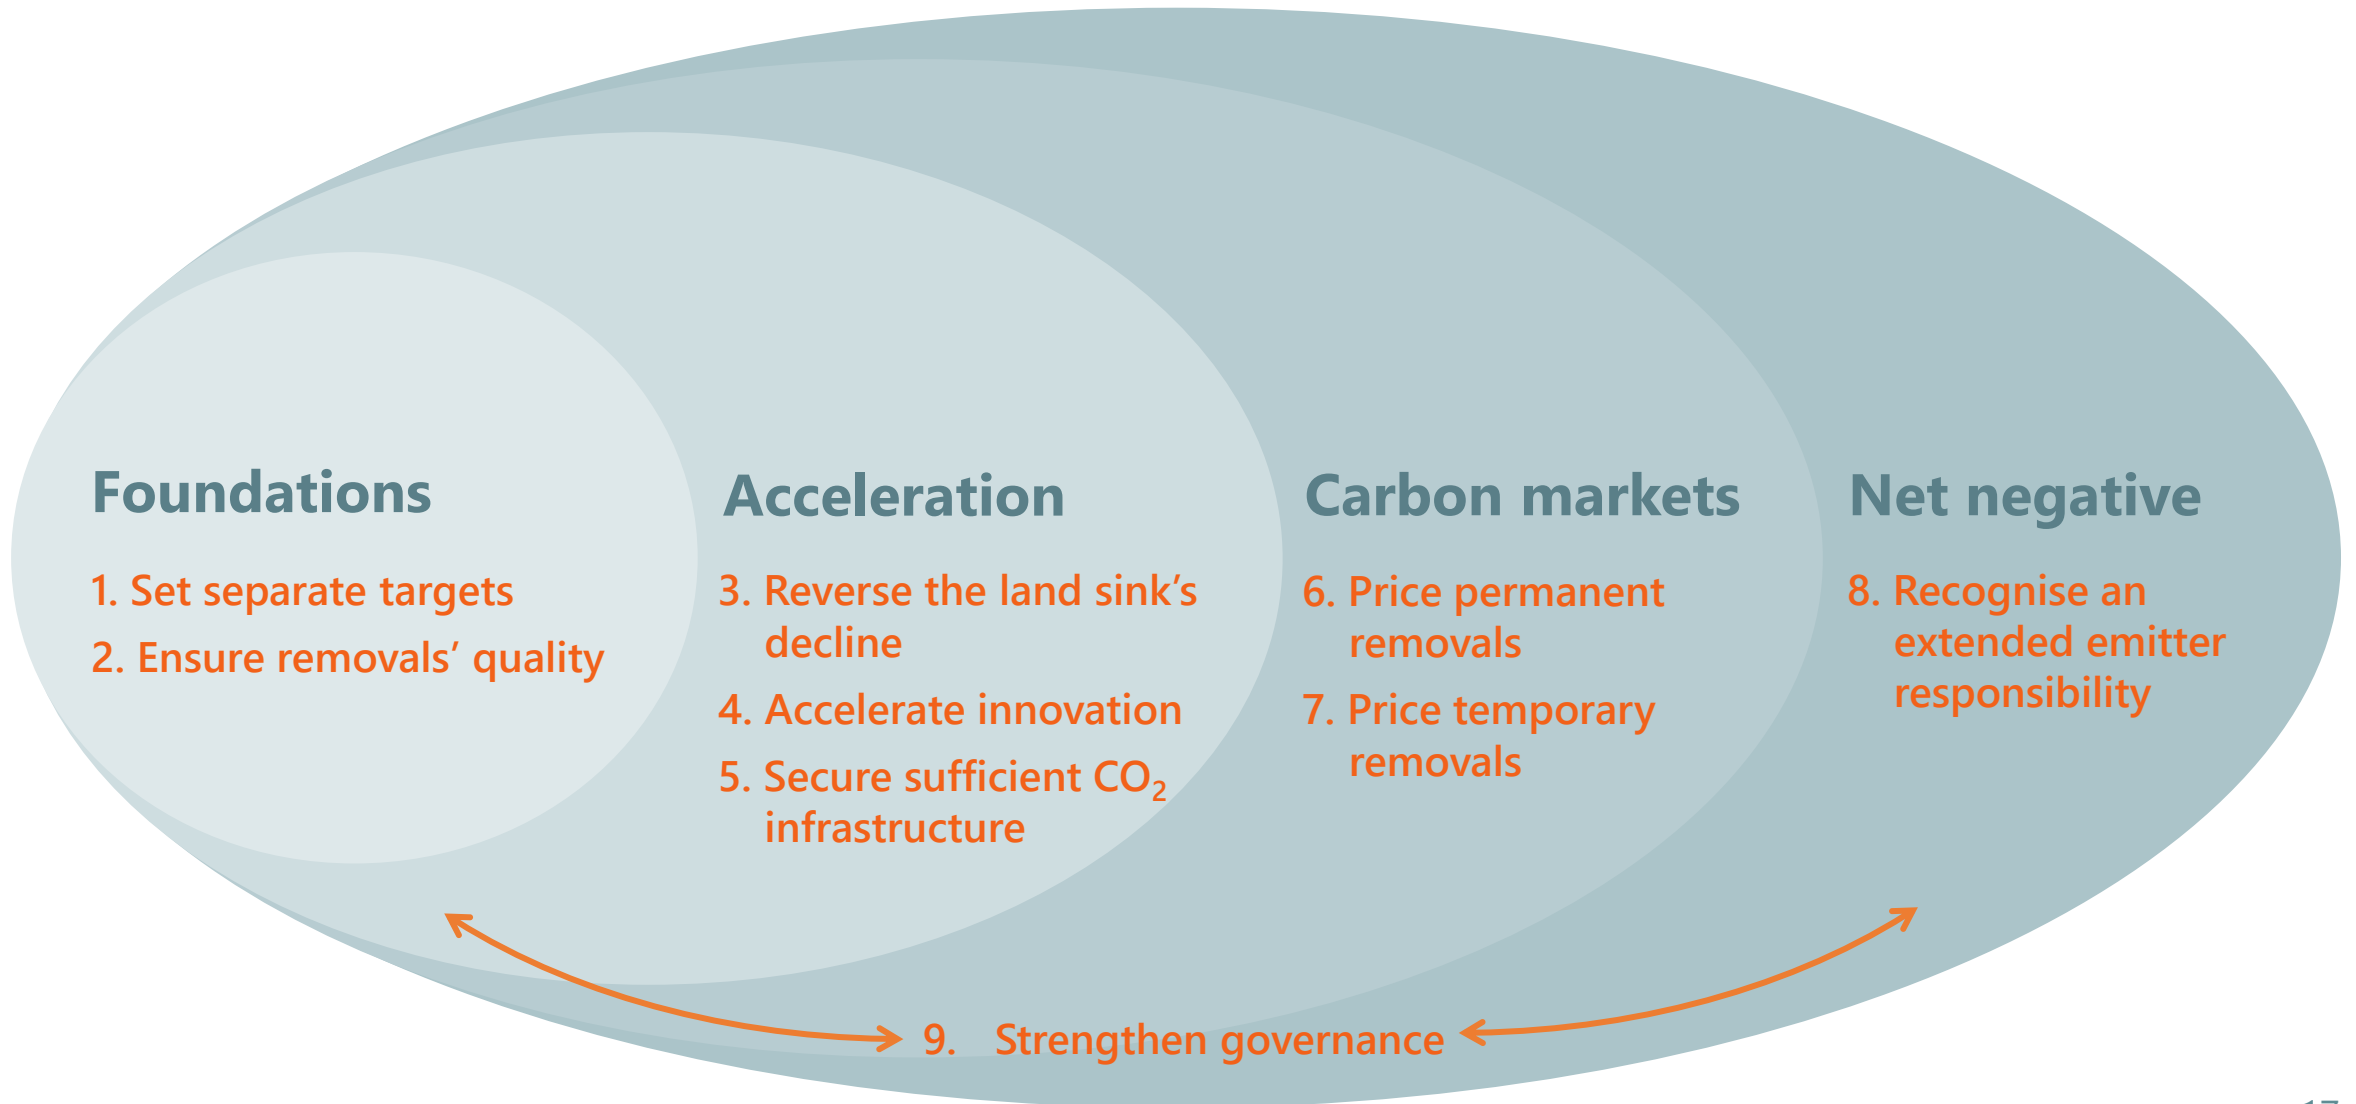 Foundations
1. Set separate targets
2. Ensure removals’ quality
Acceleration
3. Reverse the land sink’s
decline
4. Accelerate innovation
5. Secure sufficient CO₂
infrastructure
Carbon markets
6. Price permanent
removals
7. Price temporary
removals
Net negative
8. Recognise an
extended emitter
responsibility
9. Strengthen governance